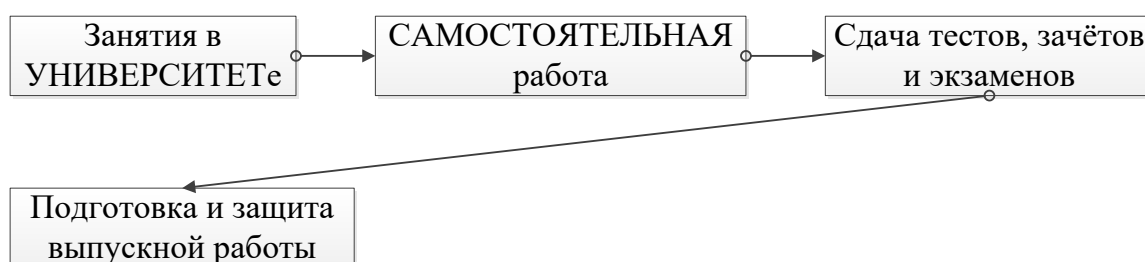 Занятия в
УНИВЕРСИТЕТе
САМОСТОЯТЕЛЬНАЯ
работа
Сдача тестов, зачётов
и экзаменов
Подготовка и защита
выпускной работы